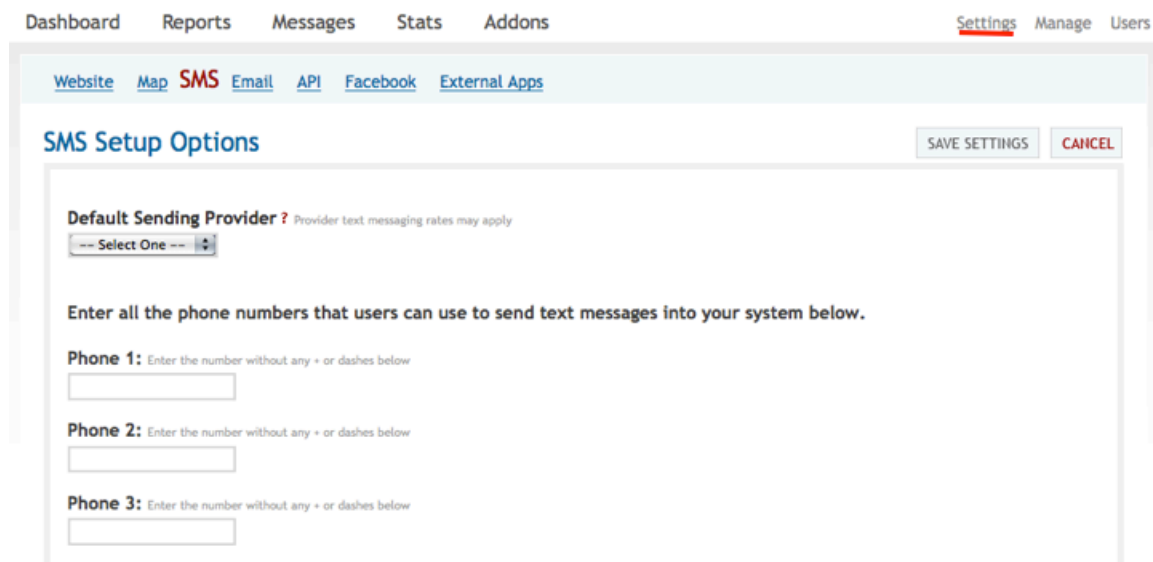 Dashboard Reports Messages Stats Addons Settings Manage Users
Website Map SMS Email API Facebook External Apps
SMS Setup Options SAVE SETTINGS CANCEL
Default Sending Provider ? Provider text messaging rates may apply
-- Select One --
Enter all the phone numbers that users can use to send text messages into your system below.
Phone 1: Enter the number without any + or dashes below
Phone 2: Enter the number without any + or dashes below
Phone 3: Enter the number without any + or dashes below